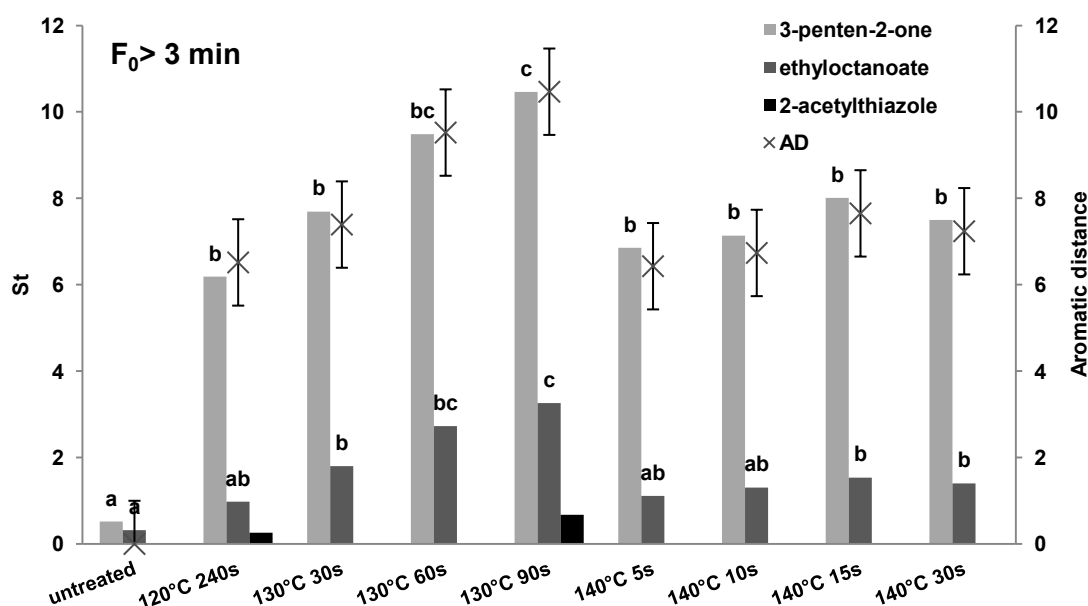 F0> 3 min
3-penten-2-one
ethyloctanoate
2-acetylthiazole
AD
St
12
10
8
6
4
2
0
a
a
b
ab
b
b
bc
bc
c
c
b
ab
b
ab
b
b
b
b
12
10
8
6
4
2
0
Aromatic distance
untreated
120°C 240s
130°C 30s
130°C 60s
130°C 90s
140°C 5s
140°C 10s
140°C 15s
140°C 30s